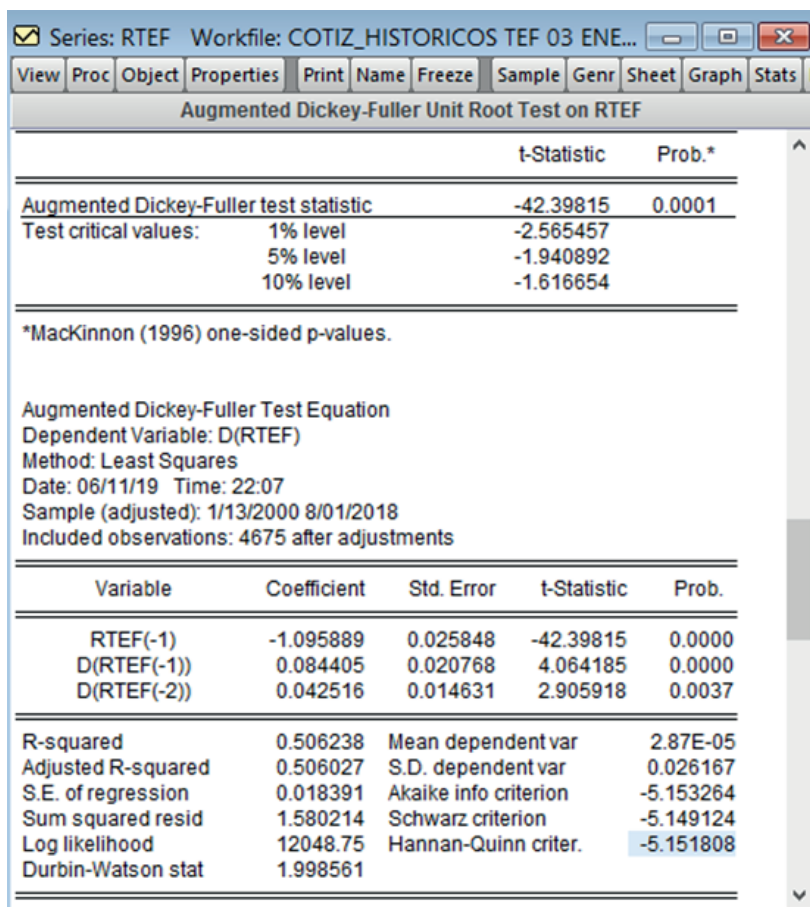 Series: RTEF Workfile: COTIZ_HISTORICOS TEF 03 ENE...
View Proc Object Properties Print Name Freeze Sample Genr Sheet Graph Stats
Augmented Dickey-Fuller Unit Root Test on RTEF
t-Statistic Prob.*
Augmented Dickey-Fuller test statistic -42.39815 0.0001
Test critical values: 1% level -2.565457
5% level -1.940892
10% level -1.616654
*MacKinnon (1996) one-sided p-values.
Augmented Dickey-Fuller Test Equation
Dependent Variable: D(RTEF)
Method: Least Squares
Date: 06/11/19 Time: 22:07
Sample (adjusted): 1/13/2000 8/01/2018
Included observations: 4675 after adjustments
Variable Coefficient Std. Error t-Statistic Prob.
RTEF(-1) -1.095889 0.025848 -42.39815 0.0000
D(RTEF(-1)) 0.084405 0.020768 4.064185 0.0000
D(RTEF(-2)) 0.042516 0.014631 2.905918 0.0037
R-squared 0.506238 Mean dependent var 2.87E-05
Adjusted R-squared 0.506027 S.D. dependent var 0.026167
S.E. of regression 0.018391 Akaike info criterion -5.153264
Sum squared resid 1.580214 Schwarz criterion -5.149124
Log likelihood 12048.75 Hannan-Quinn criter. -5.151808
Durbin-Watson stat 1.998561